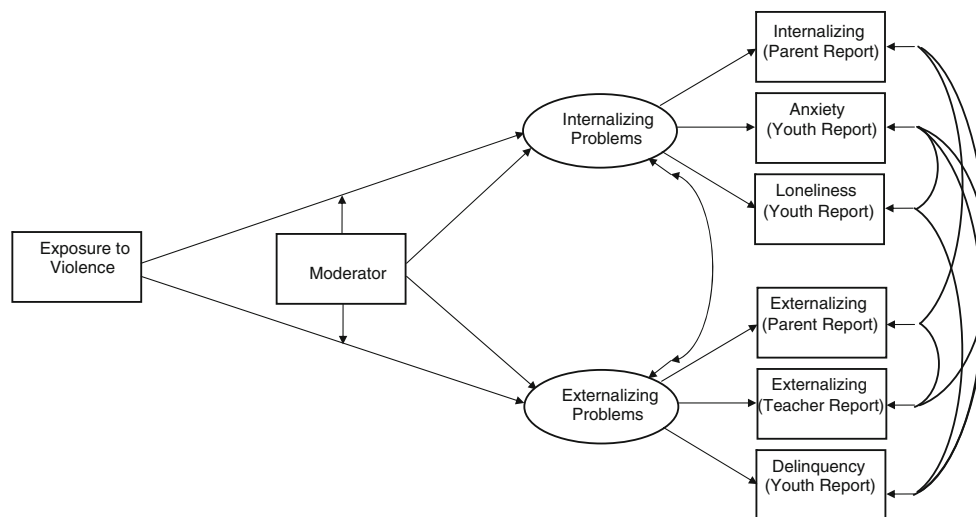 Exposure to
Violence
Moderator
Internalizing
Problems
Externalizing
Problems
Internalizing
(Parent Report)
Anxiety
(Youth Report)
Loneliness
(Youth Report)
Externalizing
(Parent Report)
Externalizing
(Teacher Report)
Delinquency
(Youth Report)